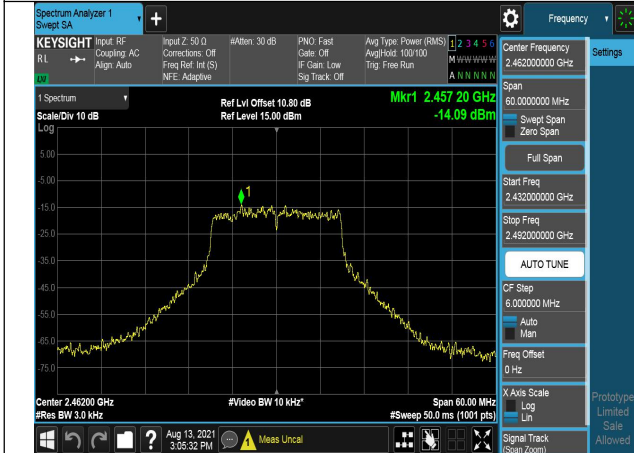 Spectrum Analyzer 1
Swept SA
+
Frequency
KEYSIGHT
RL
Input: RF
Coupling: AC
Align: Auto
Input Z: 50 Ω
Corrections: Off
Freq Ref: Int (S)
NFE: Adaptive
#Atten: 30 dB
PNO: Fast
Gate: Off
IF Gain: Low
Sig Track: Off
Avg Type: Power (RMS)
Avg|Hold: 100/100
Trig: Free Run
1 2 3 4 5 6
M W W W W W
A N N N N N
Center Frequency
2.462000000 GHz
Settings
Span
60.0000000 MHz
Swept Span
Zero Span
Full Span
Start Freq
2.432000000 GHz
Stop Freq
2.492000000 GHz
AUTO TUNE
CF Step
6.000000 MHz
Auto
Man
Freq Offset
0 Hz
X Axis Scale
Log
Lin
Signal Track
(Span Zoom)
Prototype
Limited
Sale
Allowed
1 Spectrum
Scale/Div 10 dB
Ref Lvl Offset 10.80 dB
Ref Level 15.00 dBm
Mkr1 2.457 20 GHz
-14.09 dBm
Log
5.00
-5.00
-15.0
-25.0
-35.0
-45.0
-55.0
-65.0
-75.0
1
Center 2.46200 GHz
#Res BW 3.0 kHz
#Video BW 10 kHz*
Span 60.00 MHz
#Sweep 50.0 ms (1001 pts)
?
Aug 13, 2021
3:05:32 PM
Meas Uncal